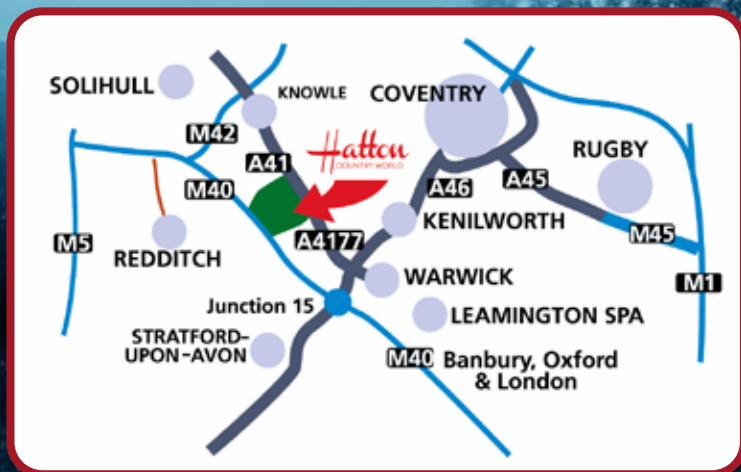 SOLIHULL
KNOWLE
COVENTRY
M42
Hatton
COUNTRY WORLD
A41
RUGBY
M40
A46
A45
KENILWORTH
M5
REDDITCH
A4177
M45
WARWICK
M1
Junction 15
LEAMINGTON SPA
STRATFORD-
UPON-AVON
M40 Banbury, Oxford
& London